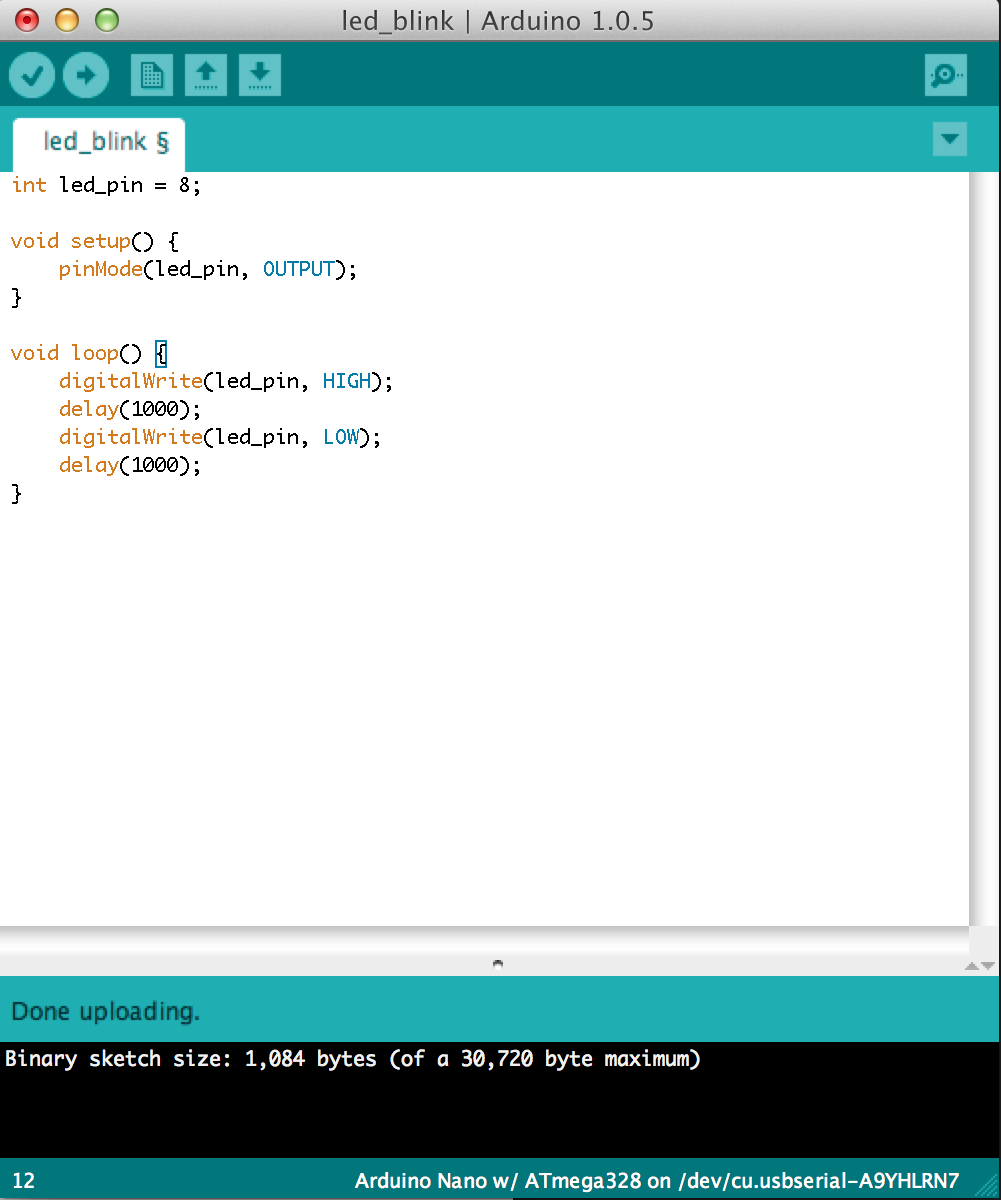 led_blink | Arduino 1.0.5
led_blink §
int led_pin = 8;
void setup() {
    pinMode(led_pin, OUTPUT);
}
void loop() {
    digitalWrite(led_pin, HIGH);
    delay(1000);
    digitalWrite(led_pin, LOW);
    delay(1000);
}
Done uploading.
Binary sketch size: 1,084 bytes (of a 30,720 byte maximum)
12 Arduino Nano w/ ATmega328 on /dev/cu.usbserial-A9YHLRN7